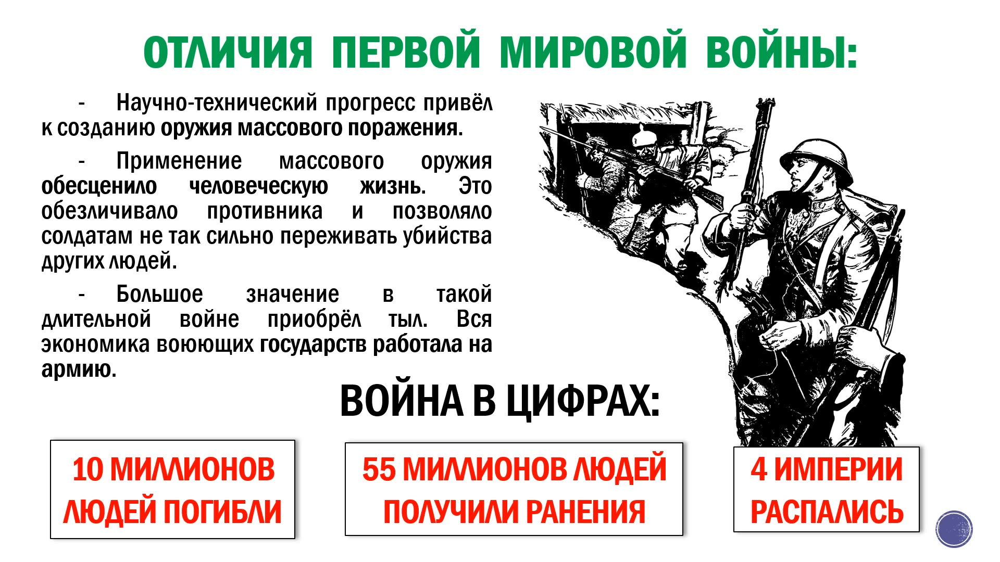 ОТЛИЧИЯ ПЕРВОЙ МИРОВОЙ ВОЙНЫ:
- Научно-технический прогресс привёл
к созданию оружия массового поражения.
- Применение массового оружия
обесценило человеческую жизнь. Это
обезличивало противника и позволяло
солдатам не так сильно переживать убийства
других людей.
- Большое значение в такой
длительной войне приобрёл тыл. Вся
экономика воюющих государств работала на
армию.
ВОЙНА В ЦИФРАХ:
10 МИЛЛИОНОВ
ЛЮДЕЙ ПОГИБЛИ
55 МИЛЛИОНОВ ЛЮДЕЙ
ПОЛУЧИЛИ РАНЕНИЯ
4 ИМПЕРИИ
РАСПАЛИСЬ